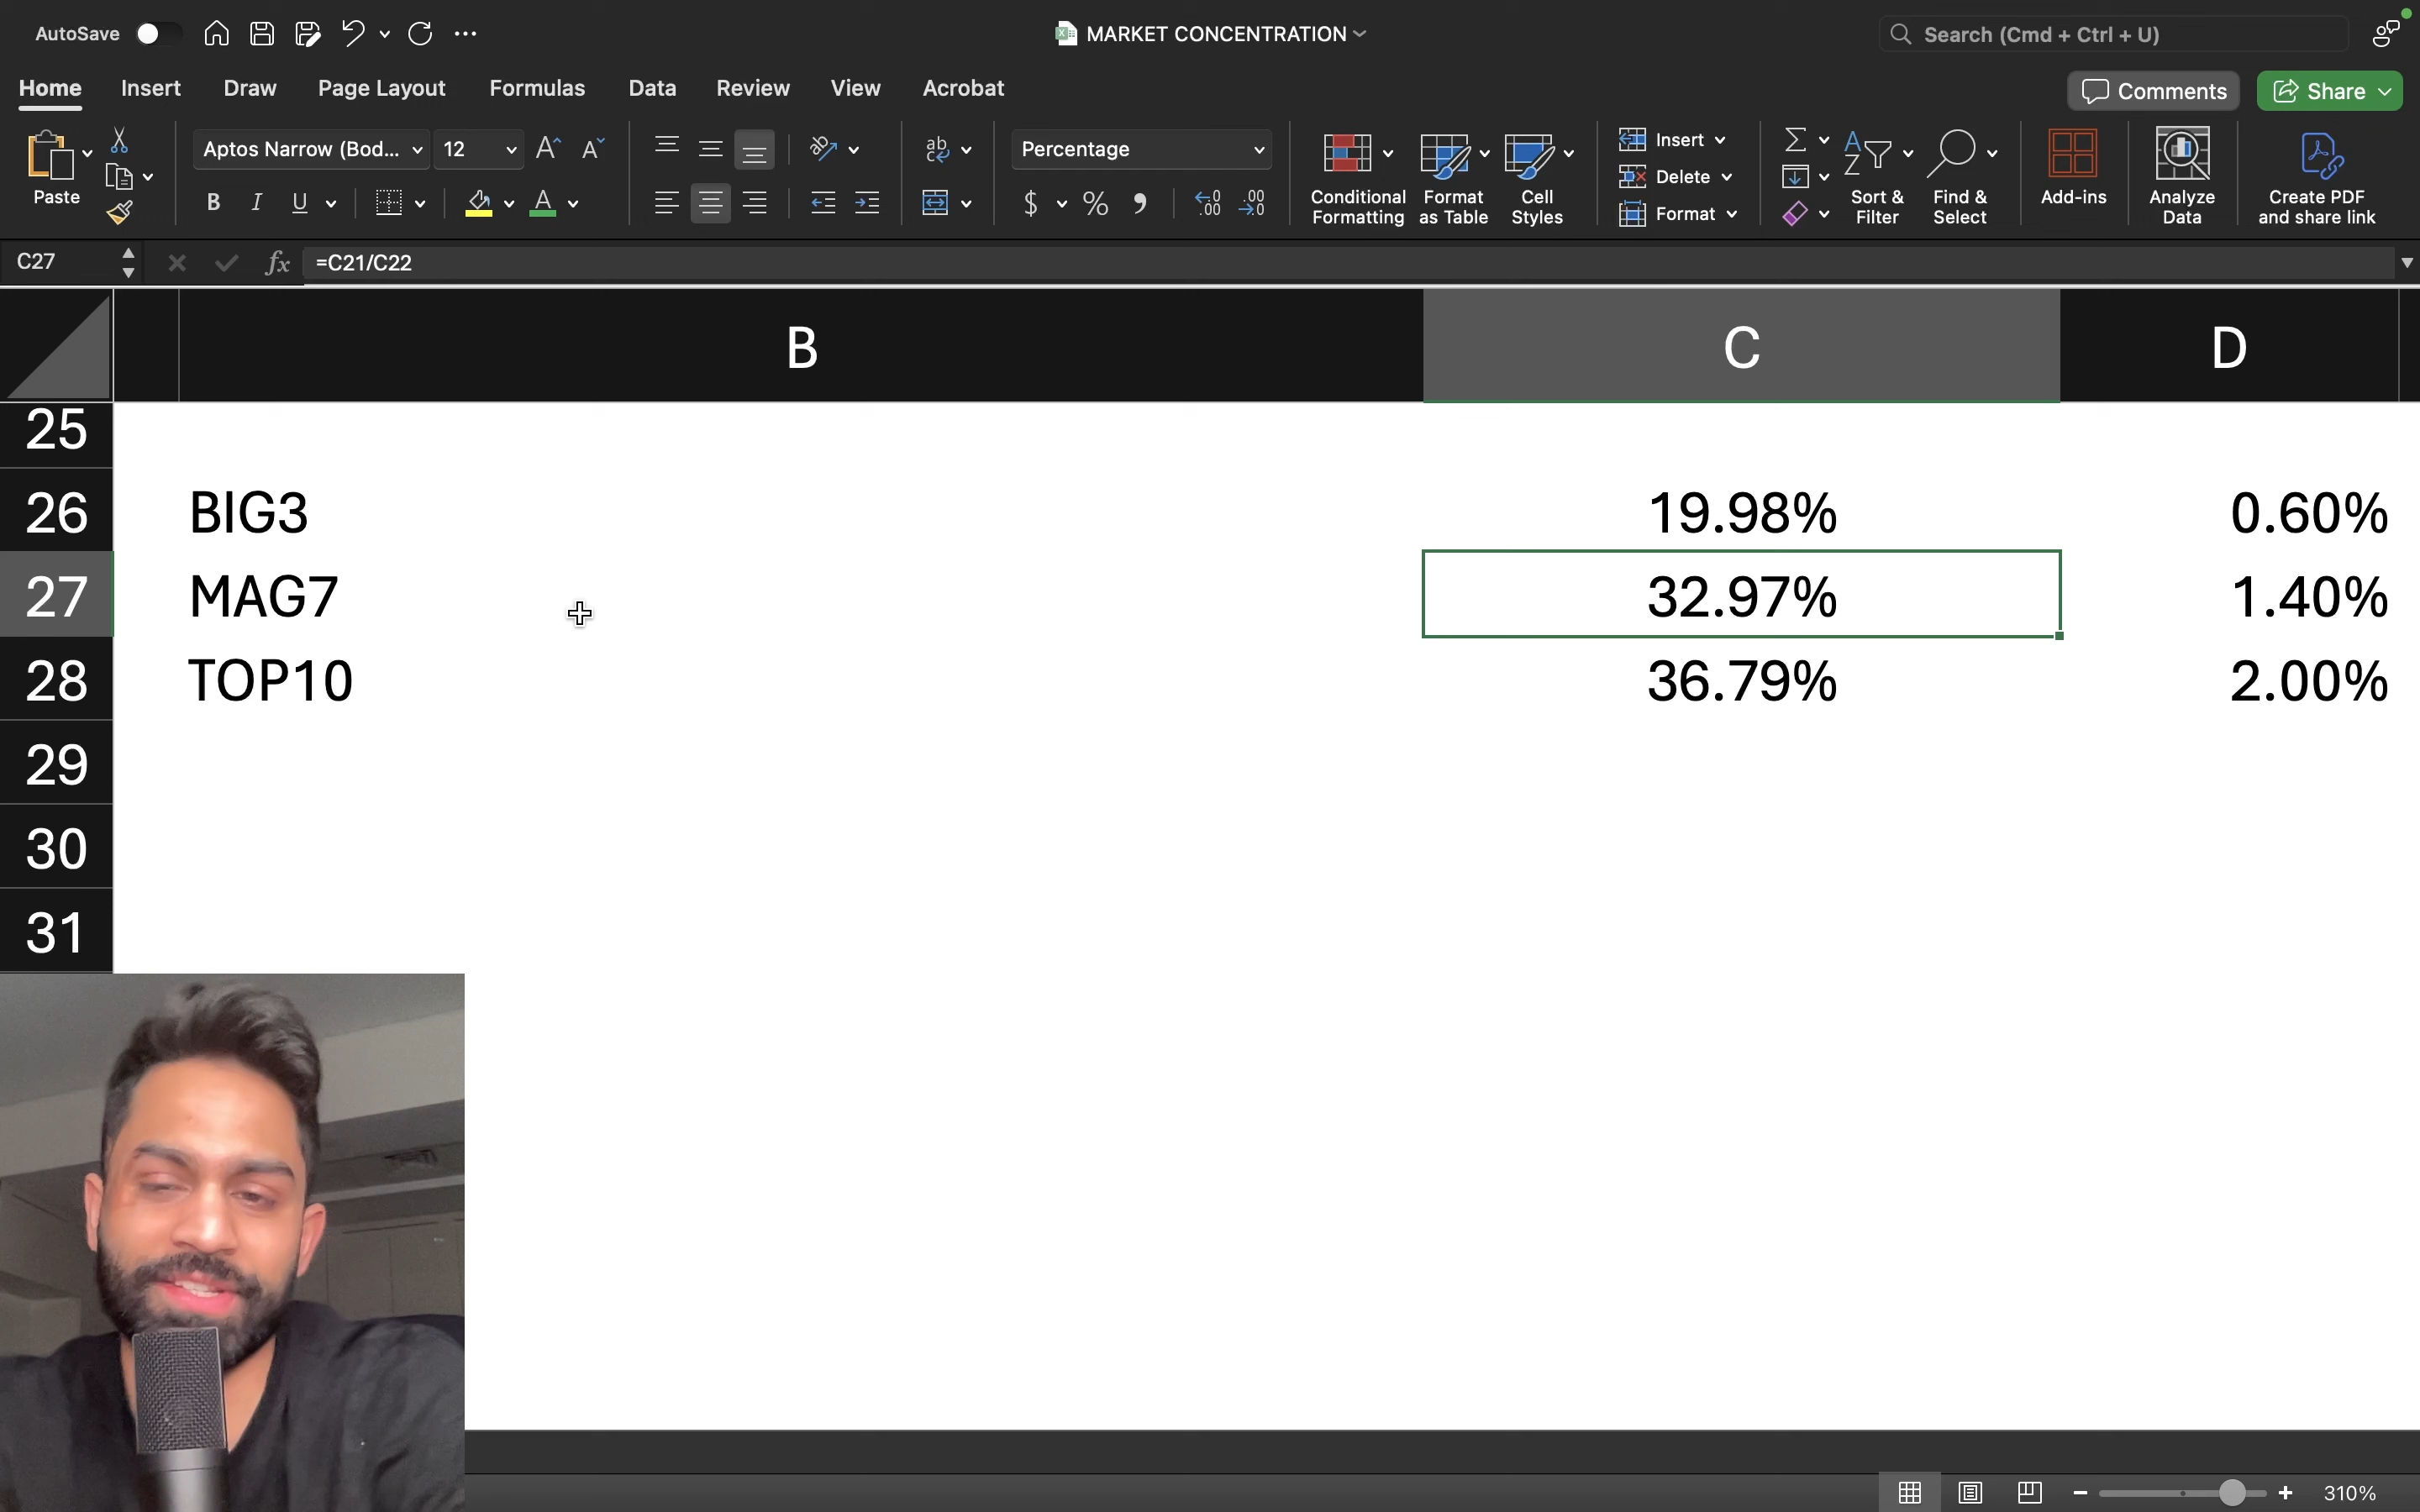 AutoSave
MARKET CONCENTRATION
Search (Cmd + Ctrl + U)
Home Insert Draw Page Layout Formulas Data Review View Acrobat
Comments
Share
Paste
Aptos Narrow (Bod...
12
B I U
ab
c
Percentage
$ % ,
Conditional
Formatting
Format
as Table
Cell
Styles
Insert
Delete
Format
Sort &
Filter
Find &
Select
Add-ins
Analyze
Data
Create PDF
and share link
C27
fx
=C21/C22
B C D
25
26 BIG3 19.98% 0.60%
27 MAG7 32.97% 1.40%
28 TOP10 36.79% 2.00%
29
30
31
310%